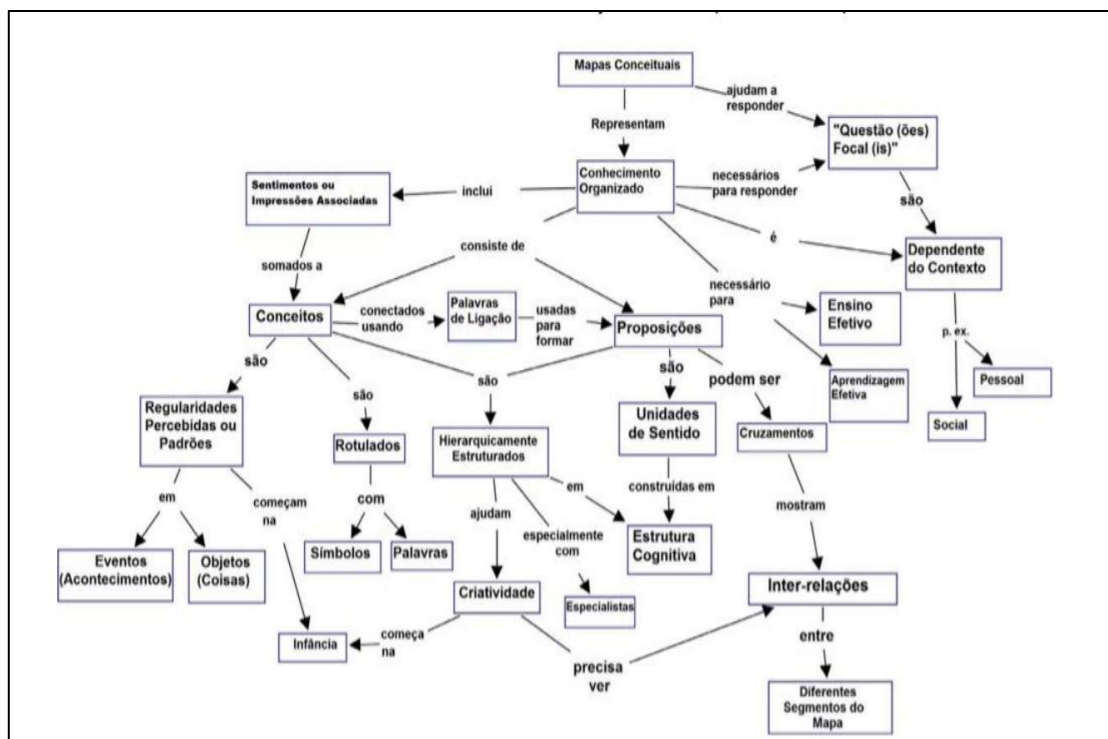 Mapas Conceituais
ajudam a
responder
Representam
"Questão (ões)
Focal (is)"
Conhecimento
Organizado
necessários
para responder
Sentimentos ou
Impressões Associadas
inclui
são
é
consiste de
Dependente
do Contexto
somados a
necessário
para
Conceitos
conectados
usando
Palavras
de Ligação
usadas
para
formar
Proposições
Ensino
Efetivo
p. ex.
são
são
são
são
podem ser
Aprendizagem
Efetiva
Pessoal
Social
Regularidades
Percebidas ou
Padrões
Rotulados
Hierarquicamente
Estruturados
Unidades
de Sentido
Cruzamentos
em
começam
na
com
ajudam
em
especialmente
com
construídas em
mostram
Eventos
(Acontecimentos)
Objetos
(Coisas)
Símbolos
Palavras
Estrutura
Cognitiva
Criatividade
Especialistas
Inter-relações
Infância
começa
na
precisa
ver
entre
Diferentes
Segmentos do
Mapa